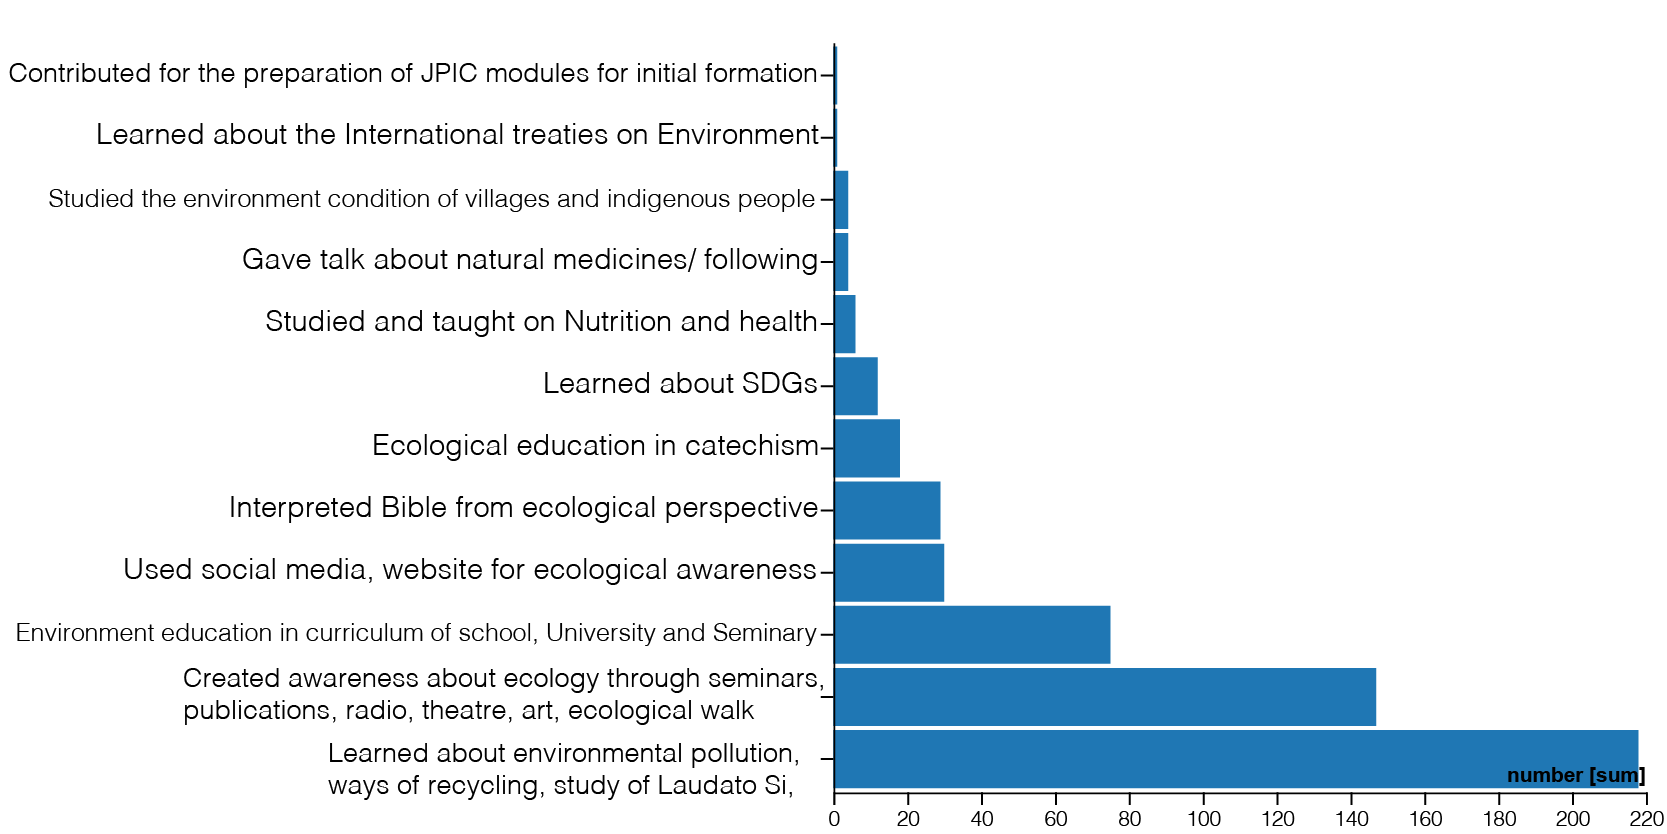 Contributed for the preparation of JPIC modules for initial formation
Learned about the International treaties on Environment
Studied the environment condition of villages and indigenous people
Gave talk about natural medicines/ following
Studied and taught on Nutrition and health
Learned about SDGs
Ecological education in catechism
Interpreted Bible from ecological perspective
Used social media, website for ecological awareness
Environment education in curriculum of school, University and Seminary
Created awareness about ecology through seminars,
publications, radio, theatre, art, ecological walk
Learned about environmental pollution,
ways of recycling, study of Laudato Si,
number [sum]
0 20 40 60 80 100 120 140 160 180 200 220